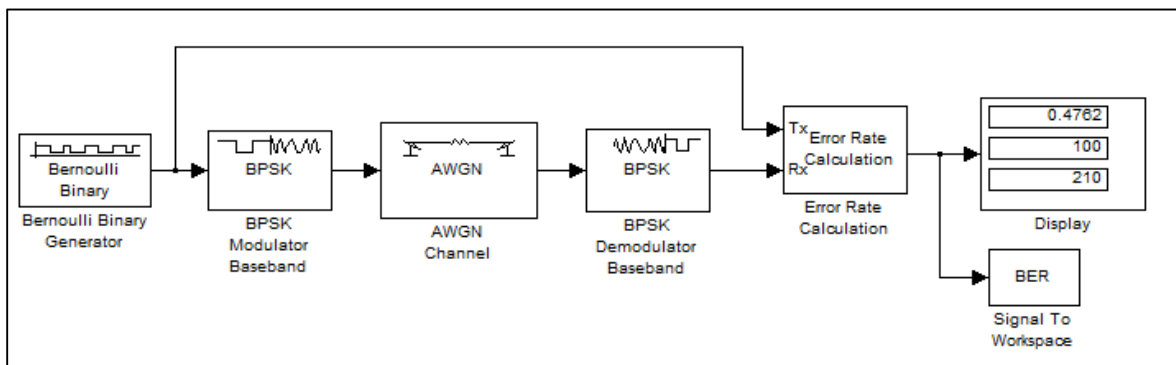 Bernoulli
Binary
Bernoulli Binary
Generator
BPSK
BPSK
Modulator
Baseband
AWGN
AWGN
Channel
BPSK
BPSK
Demodulator
Baseband
Tx
Rx
Error Rate
Calculation
Error Rate
Calculation
0.4762
100
210
Display
BER
Signal To
Workspace